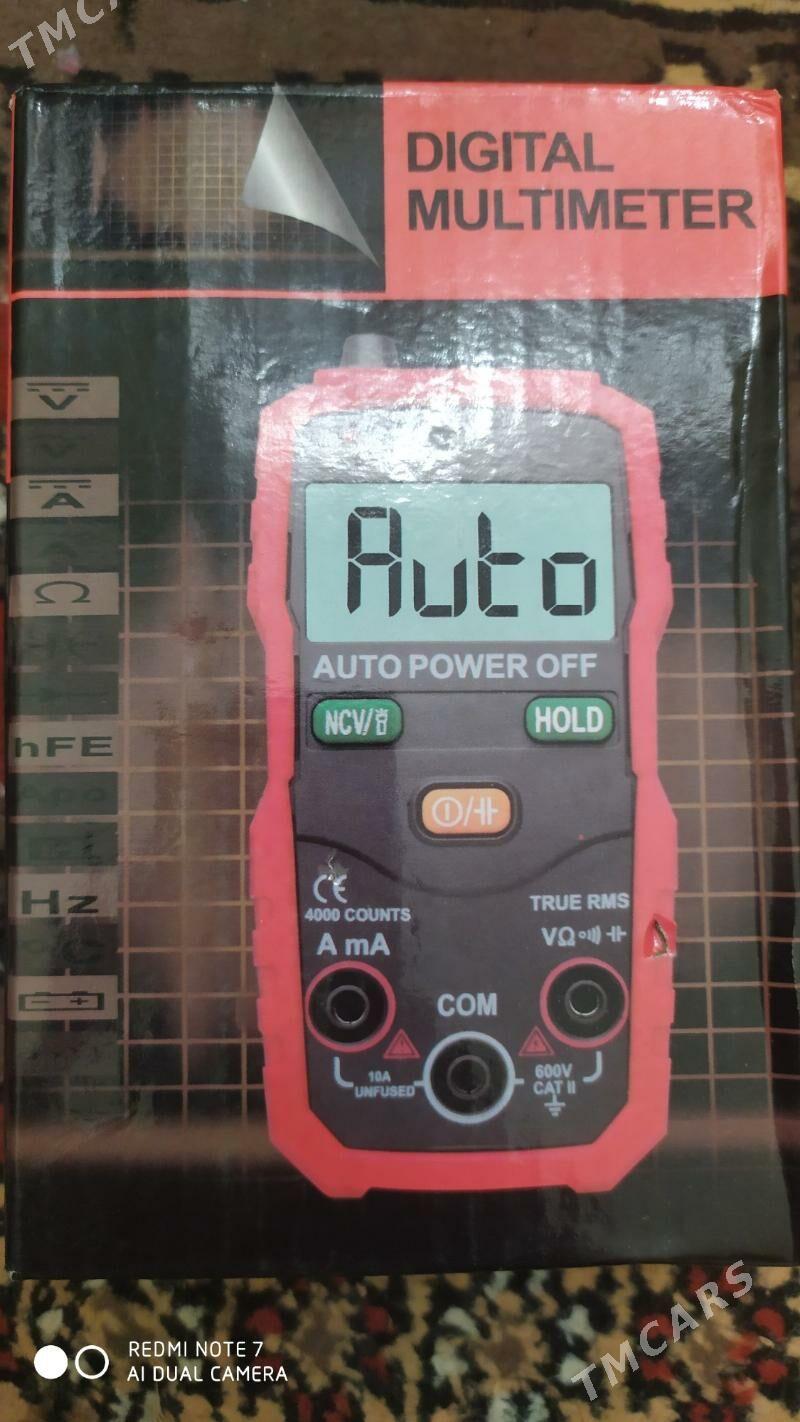 TMCA
DIGITAL
MULTIMETER
V
A
Ω
hFE
Hz
Auto
AUTO POWER OFF
NCV/
HOLD
CE
4000 COUNTS
A mA
TRUE RMS
VΩ
COM
10A
UNFUSED
600V
CAT II
TMCARS
REDMI NOTE 7
AI DUAL CAMERA